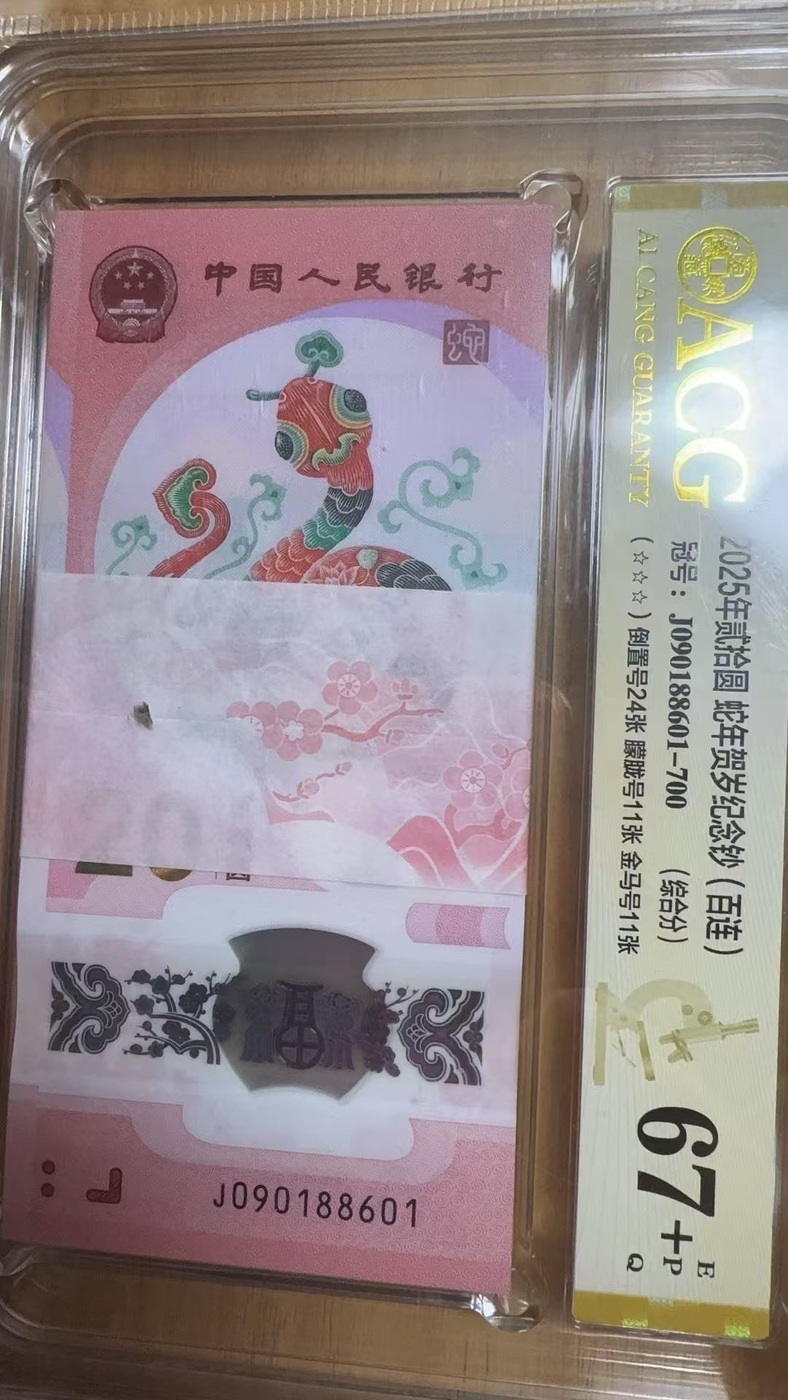 中国人民银行
蛇
J090188601
ACG
AI CANG GUARANTY
2025年贰拾圆 蛇年贺岁纪念钞（百连）
冠号：J090188601-700 （综合分）
（☆☆☆）倒置号24张 朦胧号11张 金马号11张
67+
E
P
Q